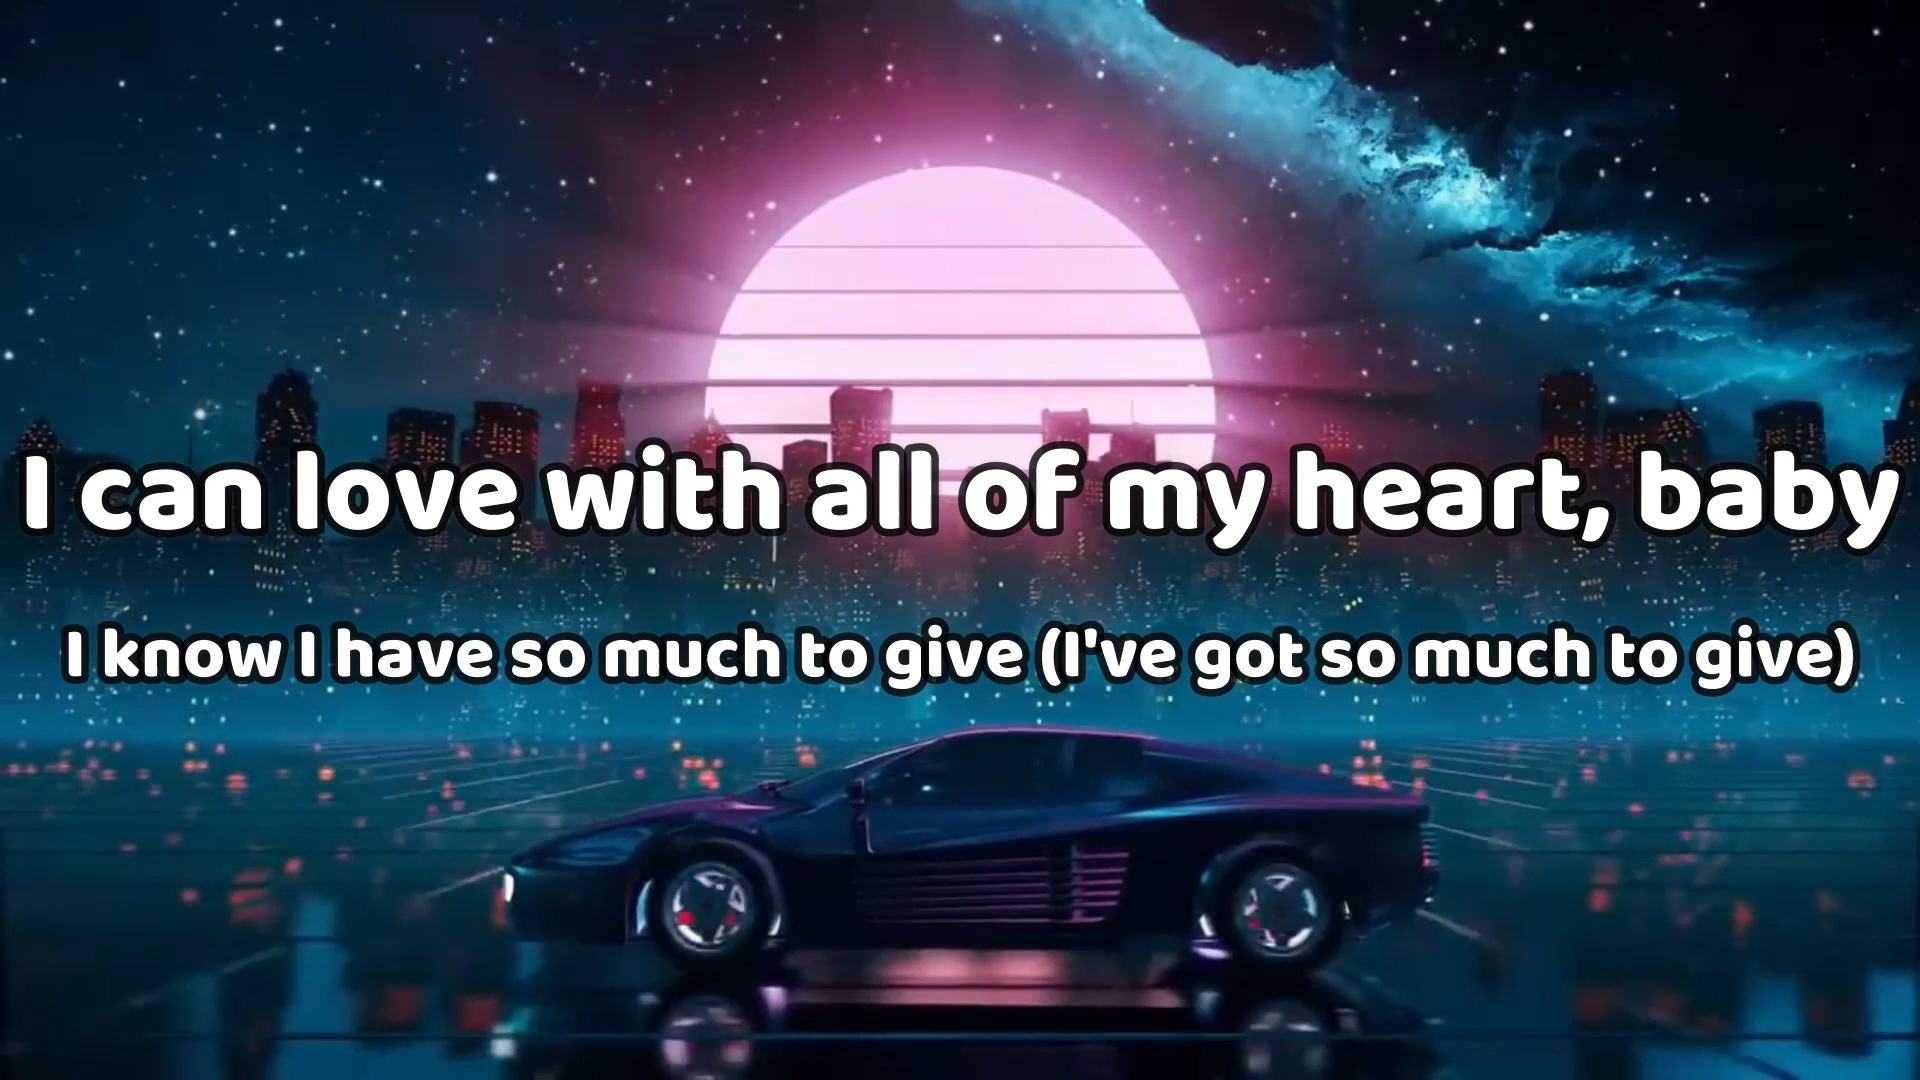 I can love with all of my heart, baby
I know I have so much to give (I've got so much to give)